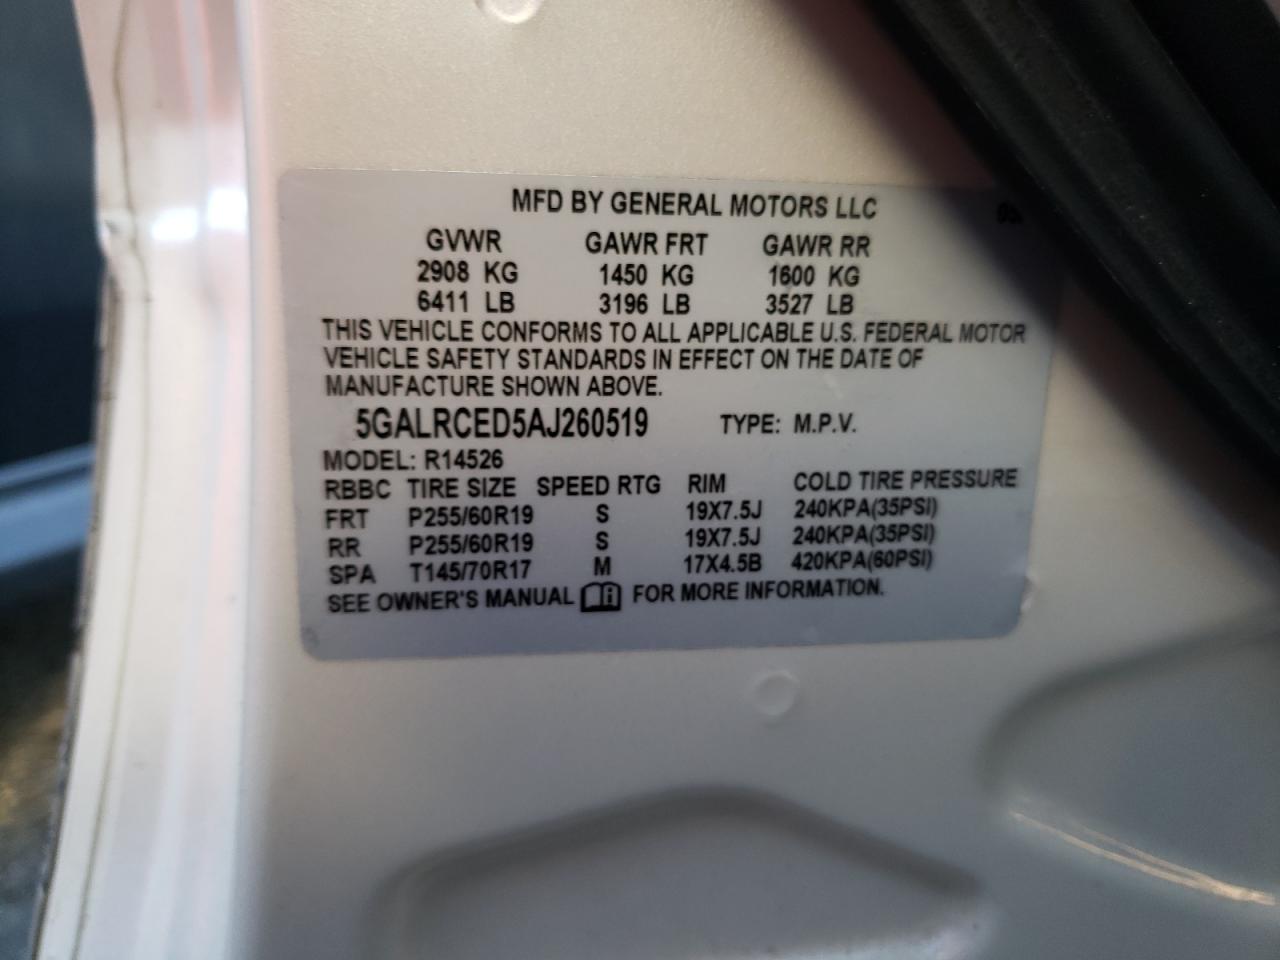 MFD BY GENERAL MOTORS LLC 05
GVWR GAWR FRT GAWR RR
2908 KG 1450 KG 1600 KG
6411 LB 3196 LB 3527 LB
THIS VEHICLE CONFORMS TO ALL APPLICABLE U.S. FEDERAL MOTOR
VEHICLE SAFETY STANDARDS IN EFFECT ON THE DATE OF
MANUFACTURE SHOWN ABOVE.
5GALRCED5AJ260519 TYPE: M.P.V.
MODEL: R14526
RBBC TIRE SIZE SPEED RTG RIM COLD TIRE PRESSURE
FRT P255/60R19 S 19X7.5J 240KPA(35PSI)
RR P255/60R19 S 19X7.5J 240KPA(35PSI)
SPA T145/70R17 M 17X4.5B 420KPA(60PSI)
SEE OWNER'S MANUAL FOR MORE INFORMATION.